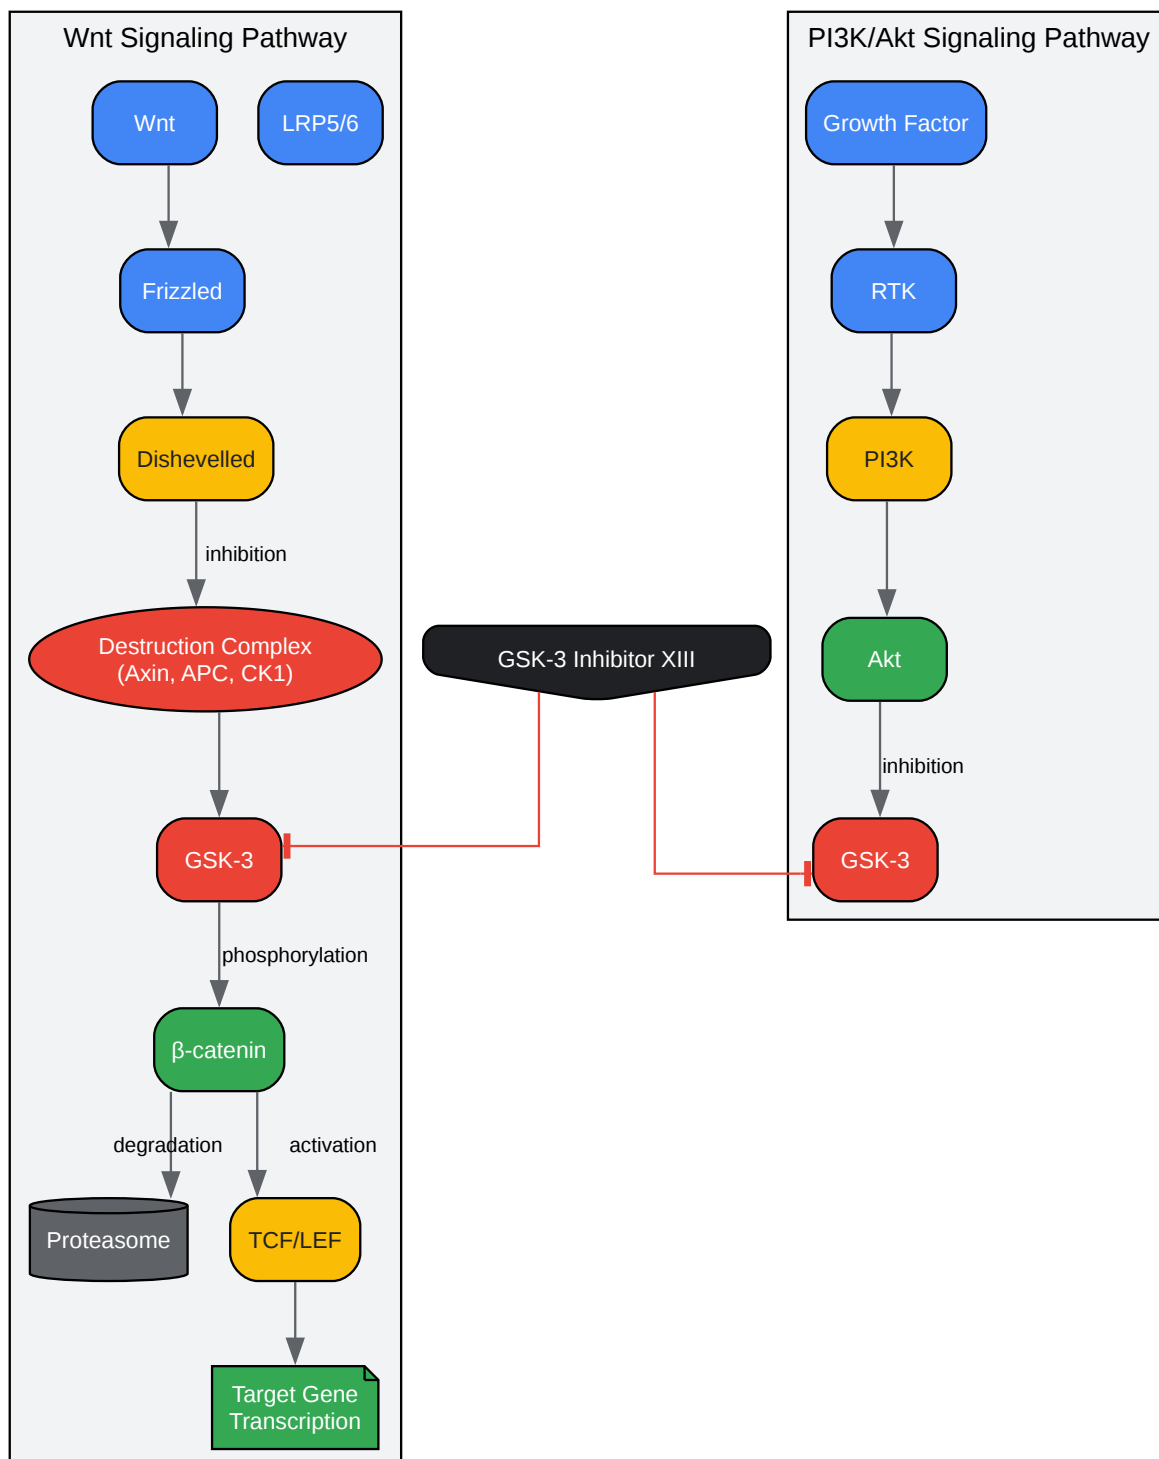 Wnt Signaling Pathway
Wnt
LRP5/6
Frizzled
Dishevelled
inhibition
Destruction Complex
(Axin, APC, CK1)
GSK-3
phosphorylation
β-catenin
degradation
activation
Proteasome
TCF/LEF
Target Gene
Transcription
GSK-3 Inhibitor XIII
PI3K/Akt Signaling Pathway
Growth Factor
RTK
PI3K
Akt
inhibition
GSK-3